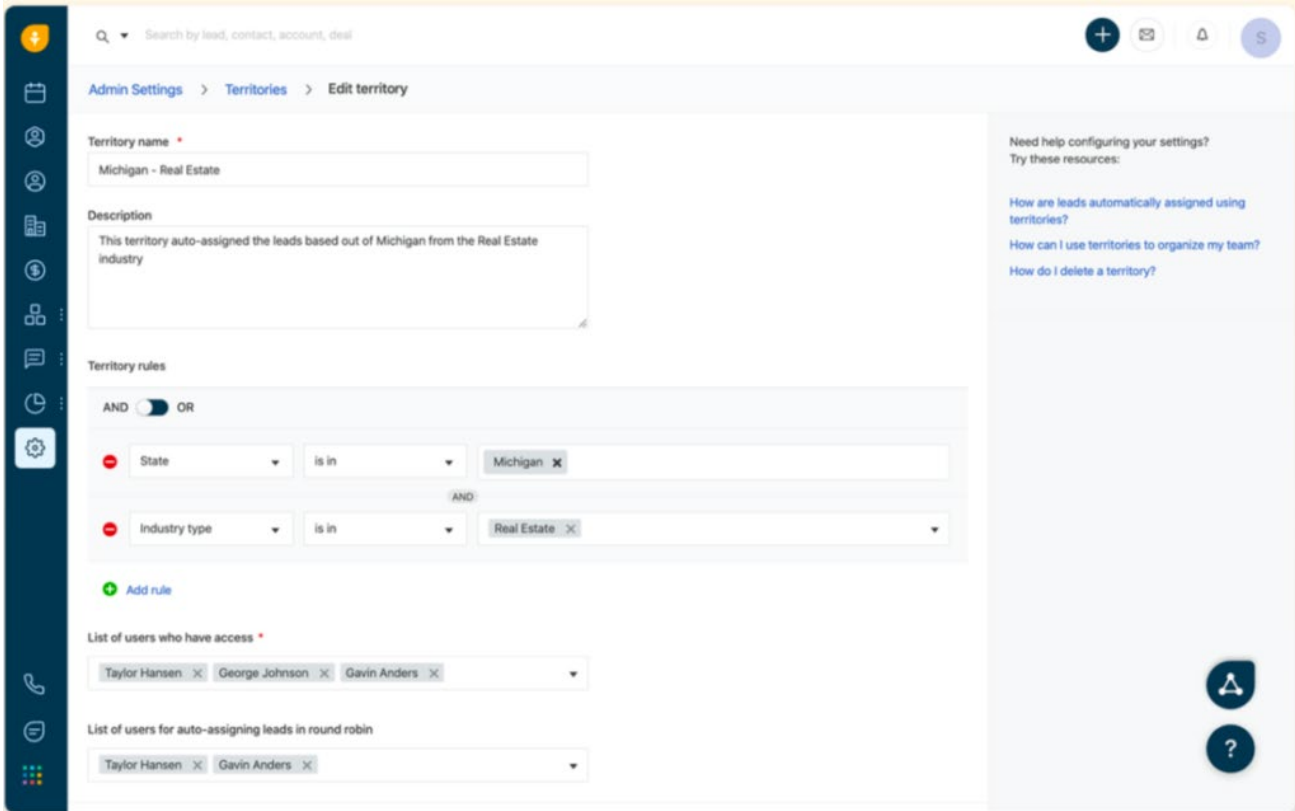 Search by lead, contact, account, deal
S
Admin Settings > Territories > Edit territory
Territory name *
Michigan - Real Estate
Description
This territory auto-assigned the leads based out of Michigan from the Real Estate
industry
Territory rules
AND OR
State is in Michigan ×
AND
Industry type is in Real Estate ×
Add rule
List of users who have access *
Taylor Hansen × George Johnson × Gavin Anders ×
List of users for auto-assigning leads in round robin
Taylor Hansen × Gavin Anders ×
Need help configuring your settings?
Try these resources:
How are leads automatically assigned using
territories?
How can I use territories to organize my team?
How do I delete a territory?
?